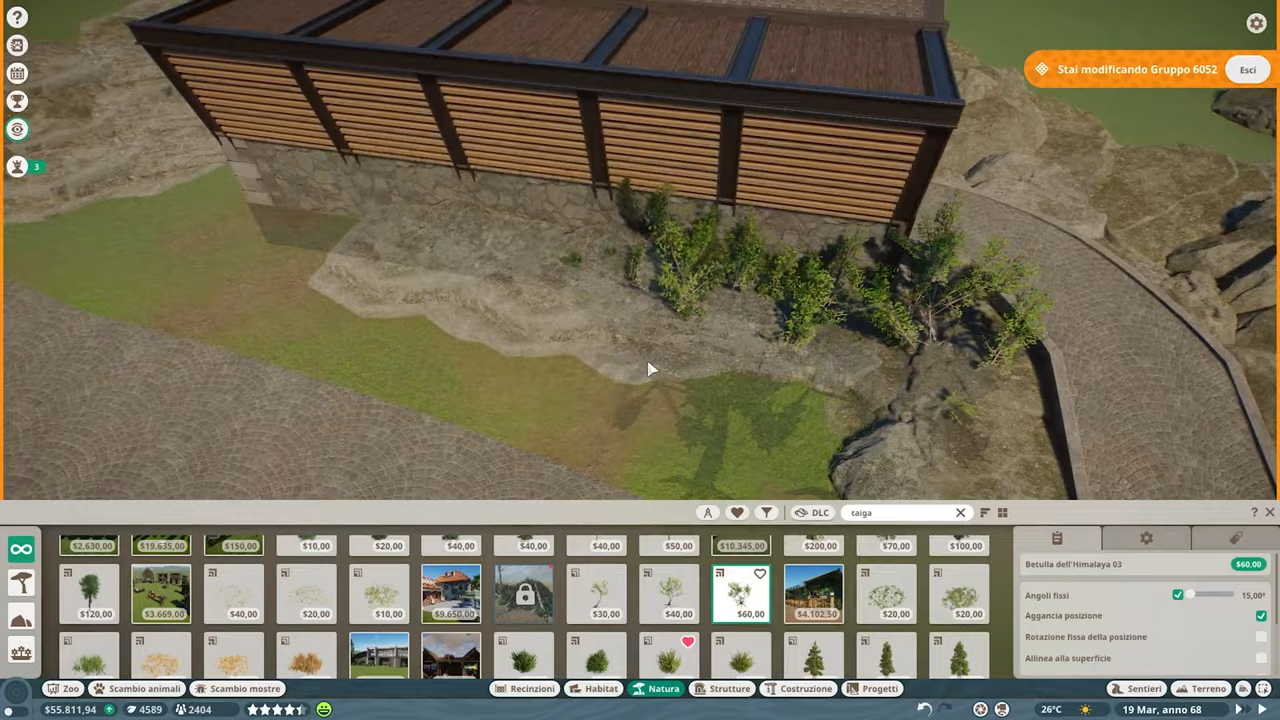 ?
Stai modificando Gruppo 6052
Esci
3
DLC
taiga
?
$2.630,00
$19.635,00
$150,00
$10,00
$20,00
$40,00
$40,00
$40,00
$50,00
$10.345,00
$200,00
$70,00
$100,00
$120,00
$3.669,00
$40,00
$20,00
$10,00
$9.650,00
$30,00
$40,00
$60,00
$4.102,50
$20,00
$20,00
Betulla dell'Himalaya 03
$60,00
Angoli fissi
15,00°
Aggancia posizione
Rotazione fissa della posizione
Allinea alla superficie
Zoo
Scambio animali
Scambio mostre
Recinzioni
Habitat
Natura
Strutture
Costruzione
Progetti
Sentieri
Terreno
$55.811,94
4589
2404
26°C
19 Mar, anno 68